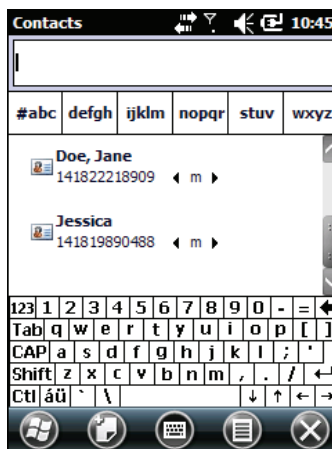 Contacts 10:45
#abc defgh ijklm nopqr stuv wxyz
Doe, Jane
141822218909 m
Jessica
141819890488 m
123 1 2 3 4 5 6 7 8 9 0 - =
Tab q w e r t y u i o p [ ]
CAP a s d f g h j k l ; '
Shift z x c v b n m , . /
Ctl áü ` \